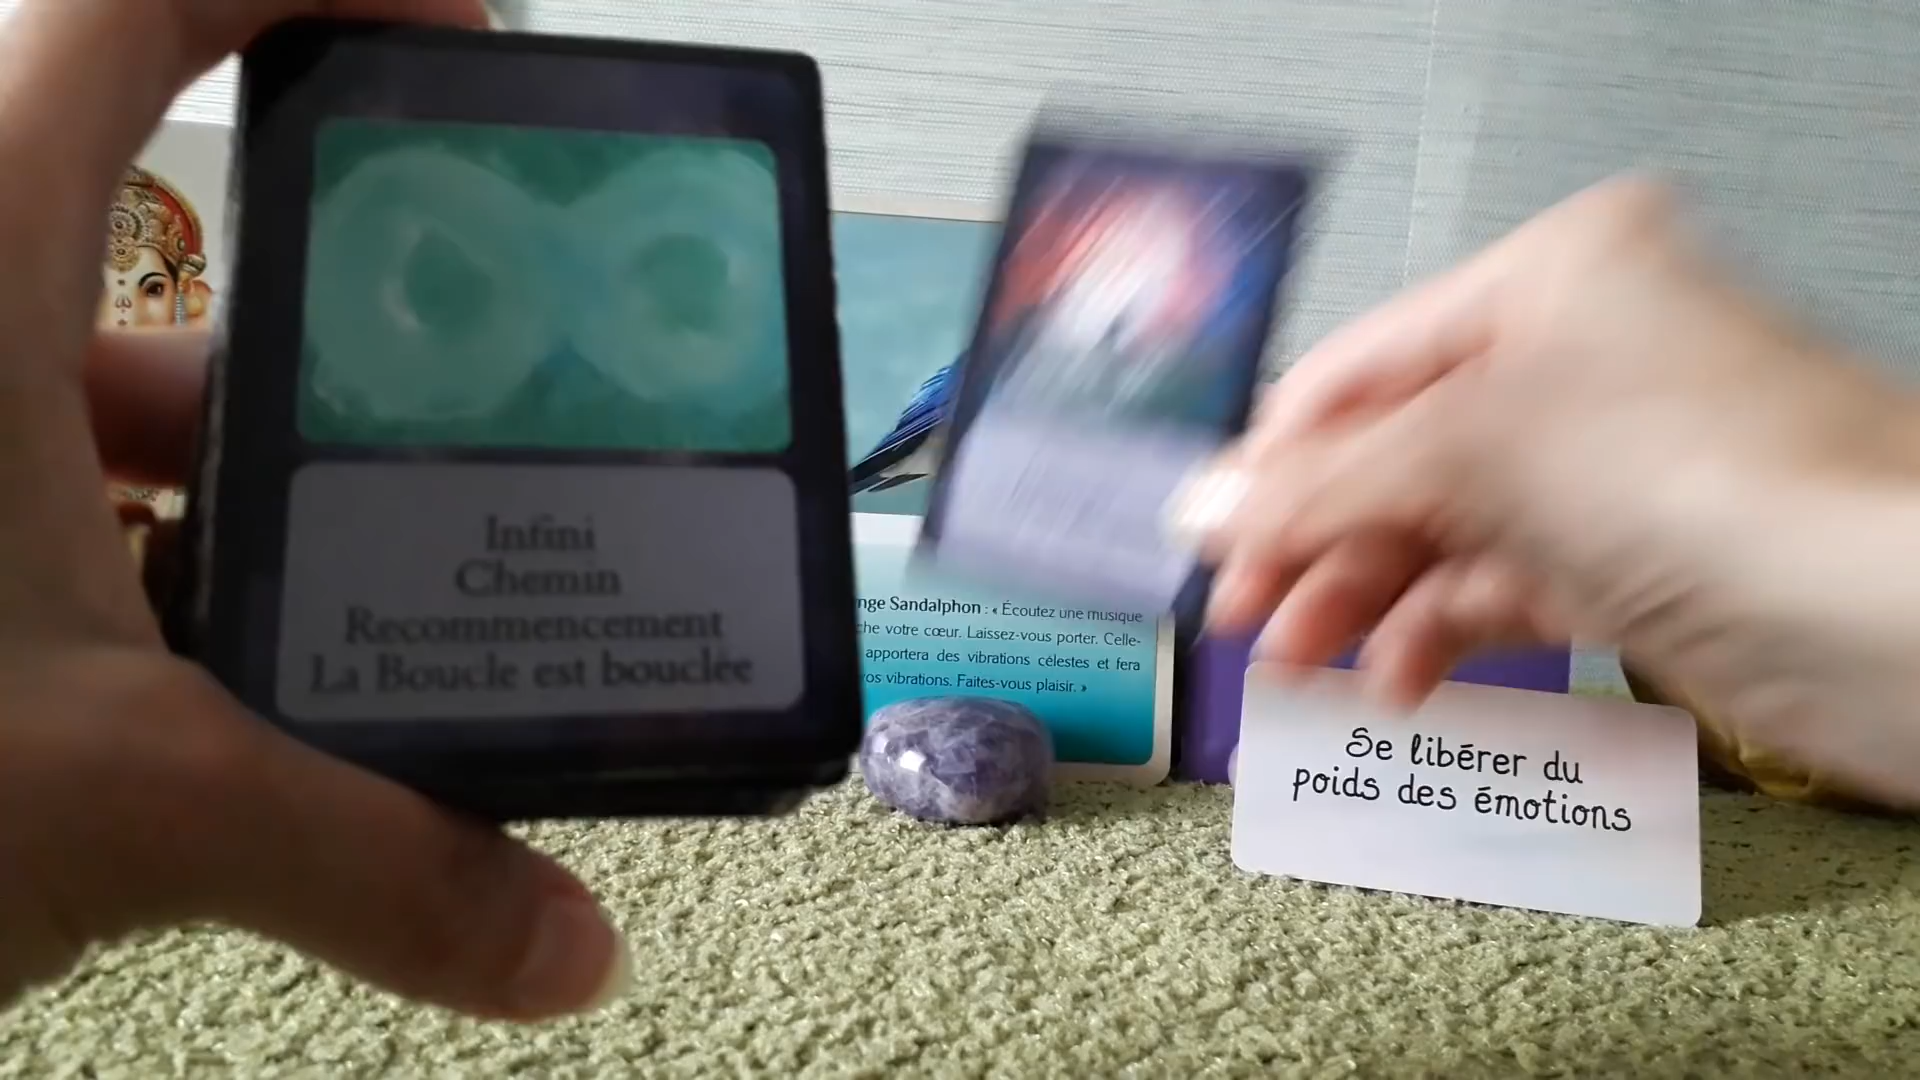 Infini
Chemin
Recommencement
La Boucle est bouclée
nge Sandalphon : « Écoutez une musique
che votre cœur. Laissez-vous porter. Celle-
apportera des vibrations célestes et fera
vos vibrations. Faites-vous plaisir. »
Se libérer du
poids des émotions